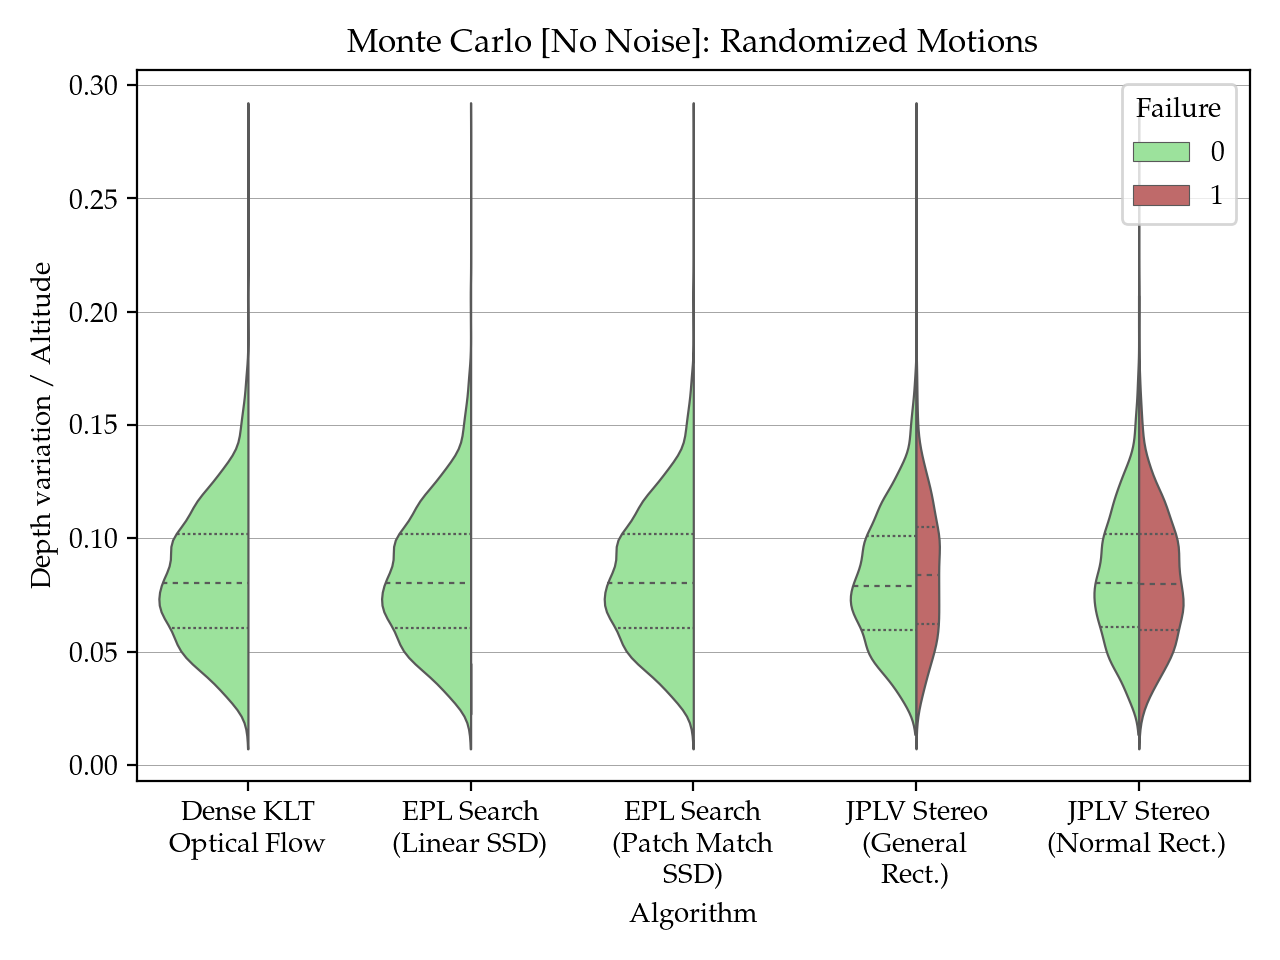 Monte Carlo [No Noise]: Randomized Motions
Depth variation / Altitude
0.30
0.25
0.20
0.15
0.10
0.05
0.00
Failure
0
1
Dense KLT
Optical Flow
EPL Search
(Linear SSD)
EPL Search
(Patch Match
SSD)
JPLV Stereo
(General
Rect.)
JPLV Stereo
(Normal Rect.)
Algorithm